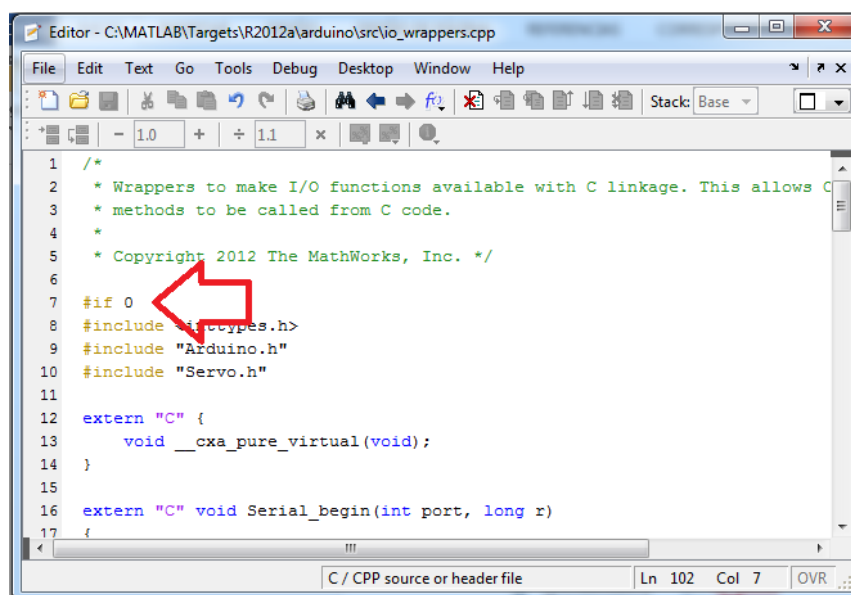 Editor - C:\MATLAB\Targets\R2012a\arduino\src\io_wrappers.cpp
File Edit Text Go Tools Debug Desktop Window Help
Stack: Base
- 1.0 + ÷ 1.1 ×
1 /*
2 * Wrappers to make I/O functions available with C linkage. This allows C
3 * methods to be called from C code.
4 *
5 * Copyright 2012 The MathWorks, Inc. */
6
7 #if 0
8 #include <inttypes.h>
9 #include "Arduino.h"
10 #include "Servo.h"
11
12 extern "C" {
13 void __cxa_pure_virtual(void);
14 }
15
16 extern "C" void Serial_begin(int port, long r)
17 {
C / CPP source or header file Ln 102 Col 7 OVR